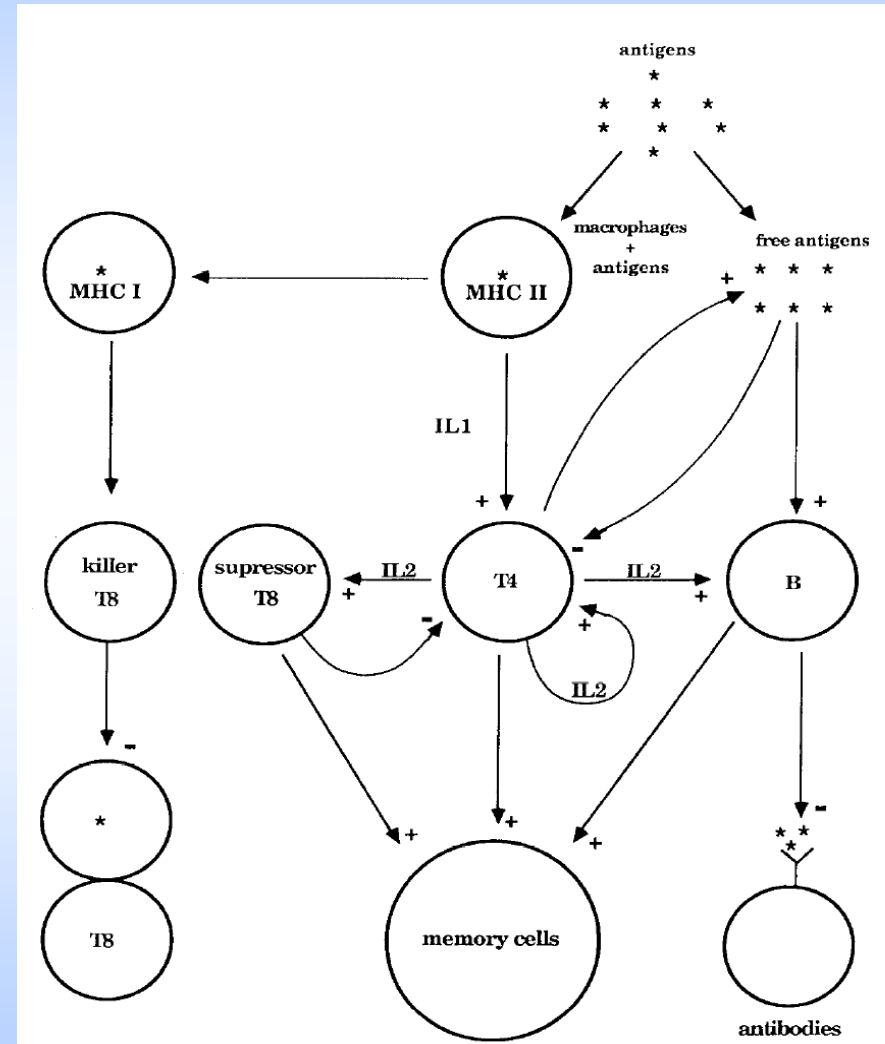 antigens
*
* * *
* * *
*
macrophages
+
antigens
free antigens
+ * * *
* * *
*
MHC I
*
MHC II
IL1
+
+
-
killer
T8
supressor
T8
IL2
+
-
T4
IL2
+
+
IL2
B
-
*
T8
+
+
+
memory cells
-
* *
*
antibodies